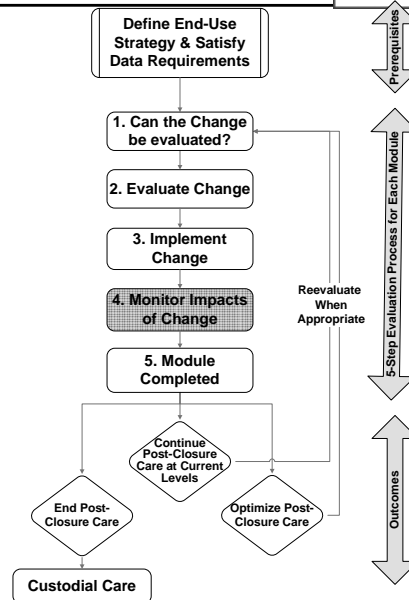 Define End-Use
Strategy & Satisfy
Data Requirements
Prerequisites
1. Can the Change
be evaluated?
2. Evaluate Change
3. Implement
Change
4. Monitor Impacts
of Change
5. Module
Completed
Reevaluate
When
Appropriate
5-Step Evaluation Process for Each Module
Continue
Post-Closure
Care at Current
Levels
End Post-
Closure Care
Optimize Post-
Closure Care
Outcomes
Custodial Care